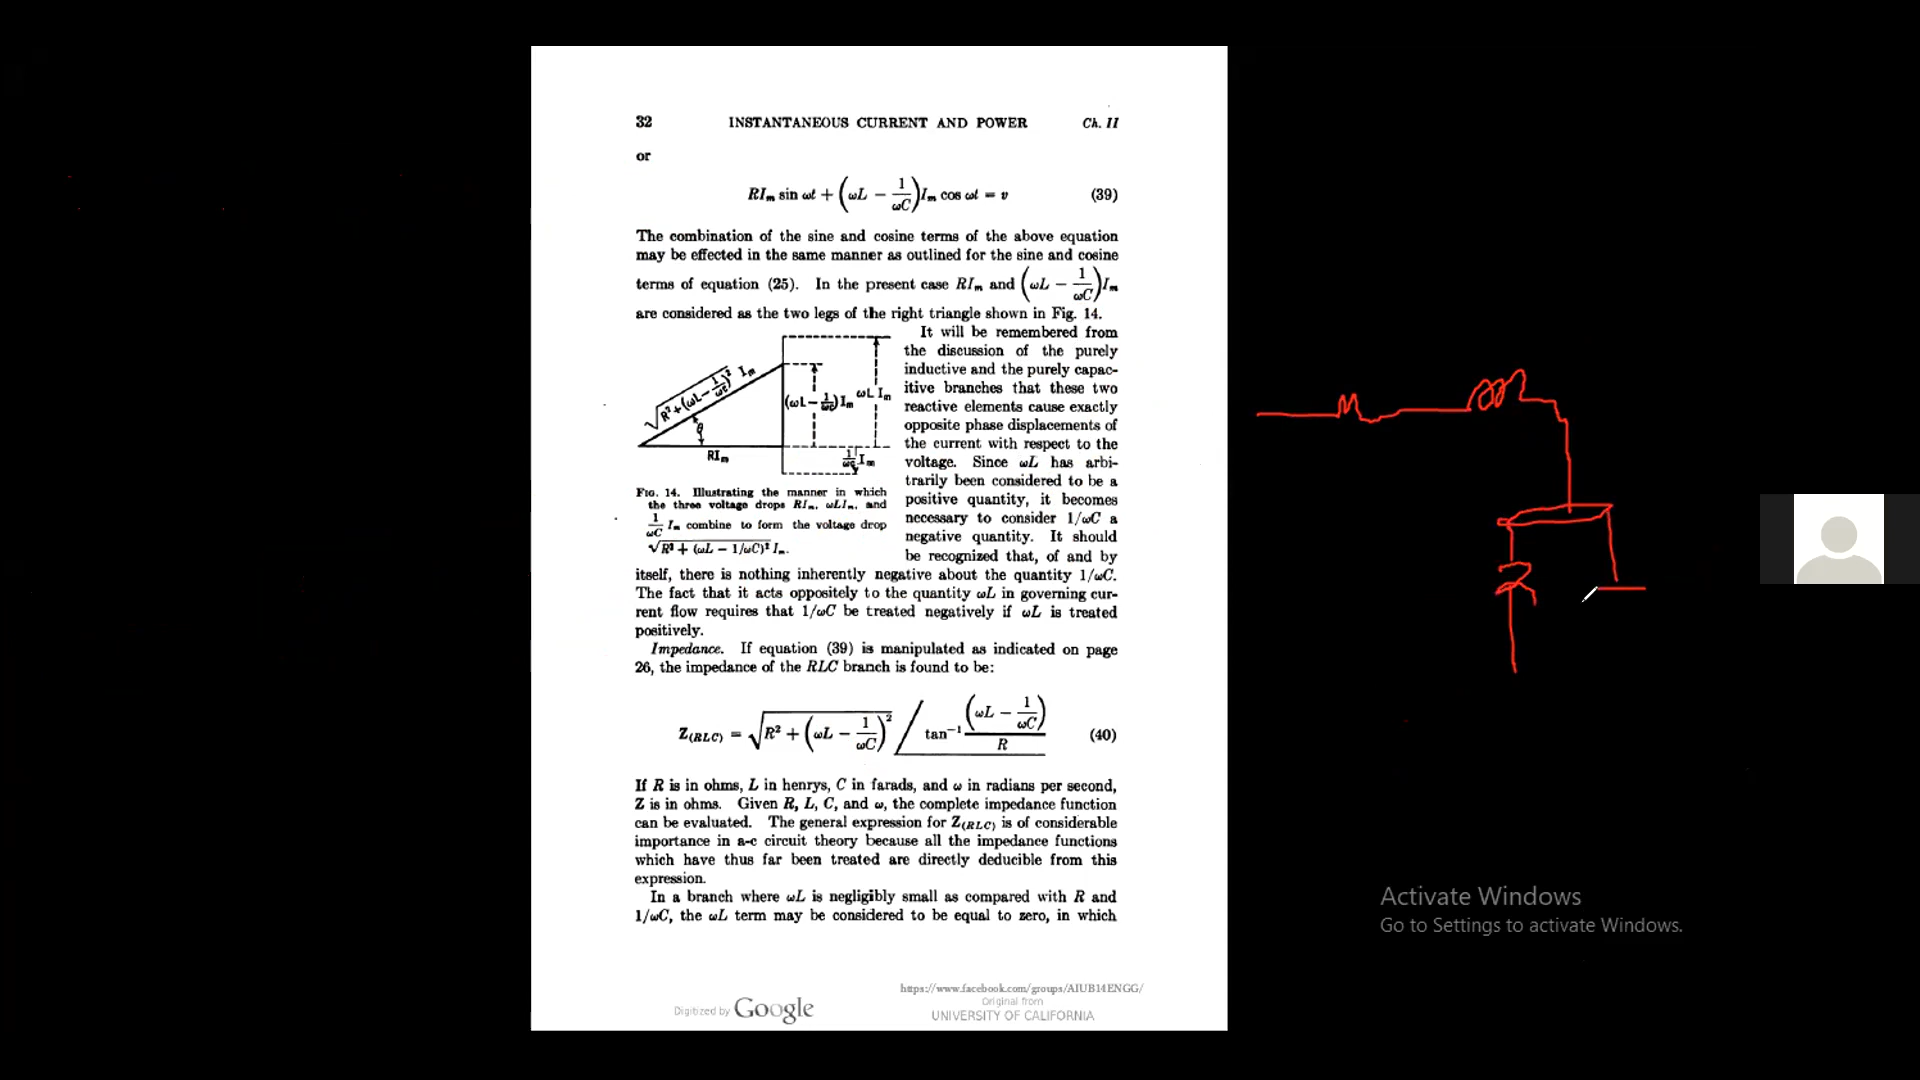 32 INSTANTANEOUS CURRENT AND POWER Ch. II
or
RIₘ sin ωt + (ωL − 1/ωC)Iₘ cos ωt = v (39)
The combination of the sine and cosine terms of the above equation
may be effected in the same manner as outlined for the sine and cosine
terms of equation (25). In the present case RIₘ and (ωL − 1/ωC)Iₘ
are considered as the two legs of the right triangle shown in Fig. 14.
√R² + (ωL − 1/ωC)² Iₘ
θ
RIₘ
(ωL − 1/ωC)Iₘ
ωL Iₘ
1/ωC Iₘ
FIG. 14. Illustrating the manner in which
the three voltage drops RIₘ, ωLIₘ, and
1/ωC Iₘ combine to form the voltage drop
√R² + (ωL − 1/ωC)² Iₘ.
It will be remembered from
the discussion of the purely
inductive and the purely capac-
itive branches that these two
reactive elements cause exactly
opposite phase displacements of
the current with respect to the
voltage. Since ωL has arbi-
trarily been considered to be a
positive quantity, it becomes
necessary to consider 1/ωC a
negative quantity. It should
be recognized that, of and by
itself, there is nothing inherently negative about the quantity 1/ωC.
The fact that it acts oppositely to the quantity ωL in governing cur-
rent flow requires that 1/ωC be treated negatively if ωL is treated
positively.
Impedance. If equation (39) is manipulated as indicated on page
26, the impedance of the RLC branch is found to be:
Z(RLC) = √R² + (ωL − 1/ωC)² / tan⁻¹ (ωL − 1/ωC)/R (40)
If R is in ohms, L in henrys, C in farads, and ω in radians per second,
Z is in ohms. Given R, L, C, and ω, the complete impedance function
can be evaluated. The general expression for Z(RLC) is of considerable
importance in a-c circuit theory because all the impedance functions
which have thus far been treated are directly deducible from this
expression.
In a branch where ωL is negligibly small as compared with R and
1/ωC, the ωL term may be considered to be equal to zero, in which
https://www.facebook.com/groups/AIUB14ENGG/
Digitized by Google
Original from
UNIVERSITY OF CALIFORNIA
Activate Windows
Go to Settings to activate Windows.